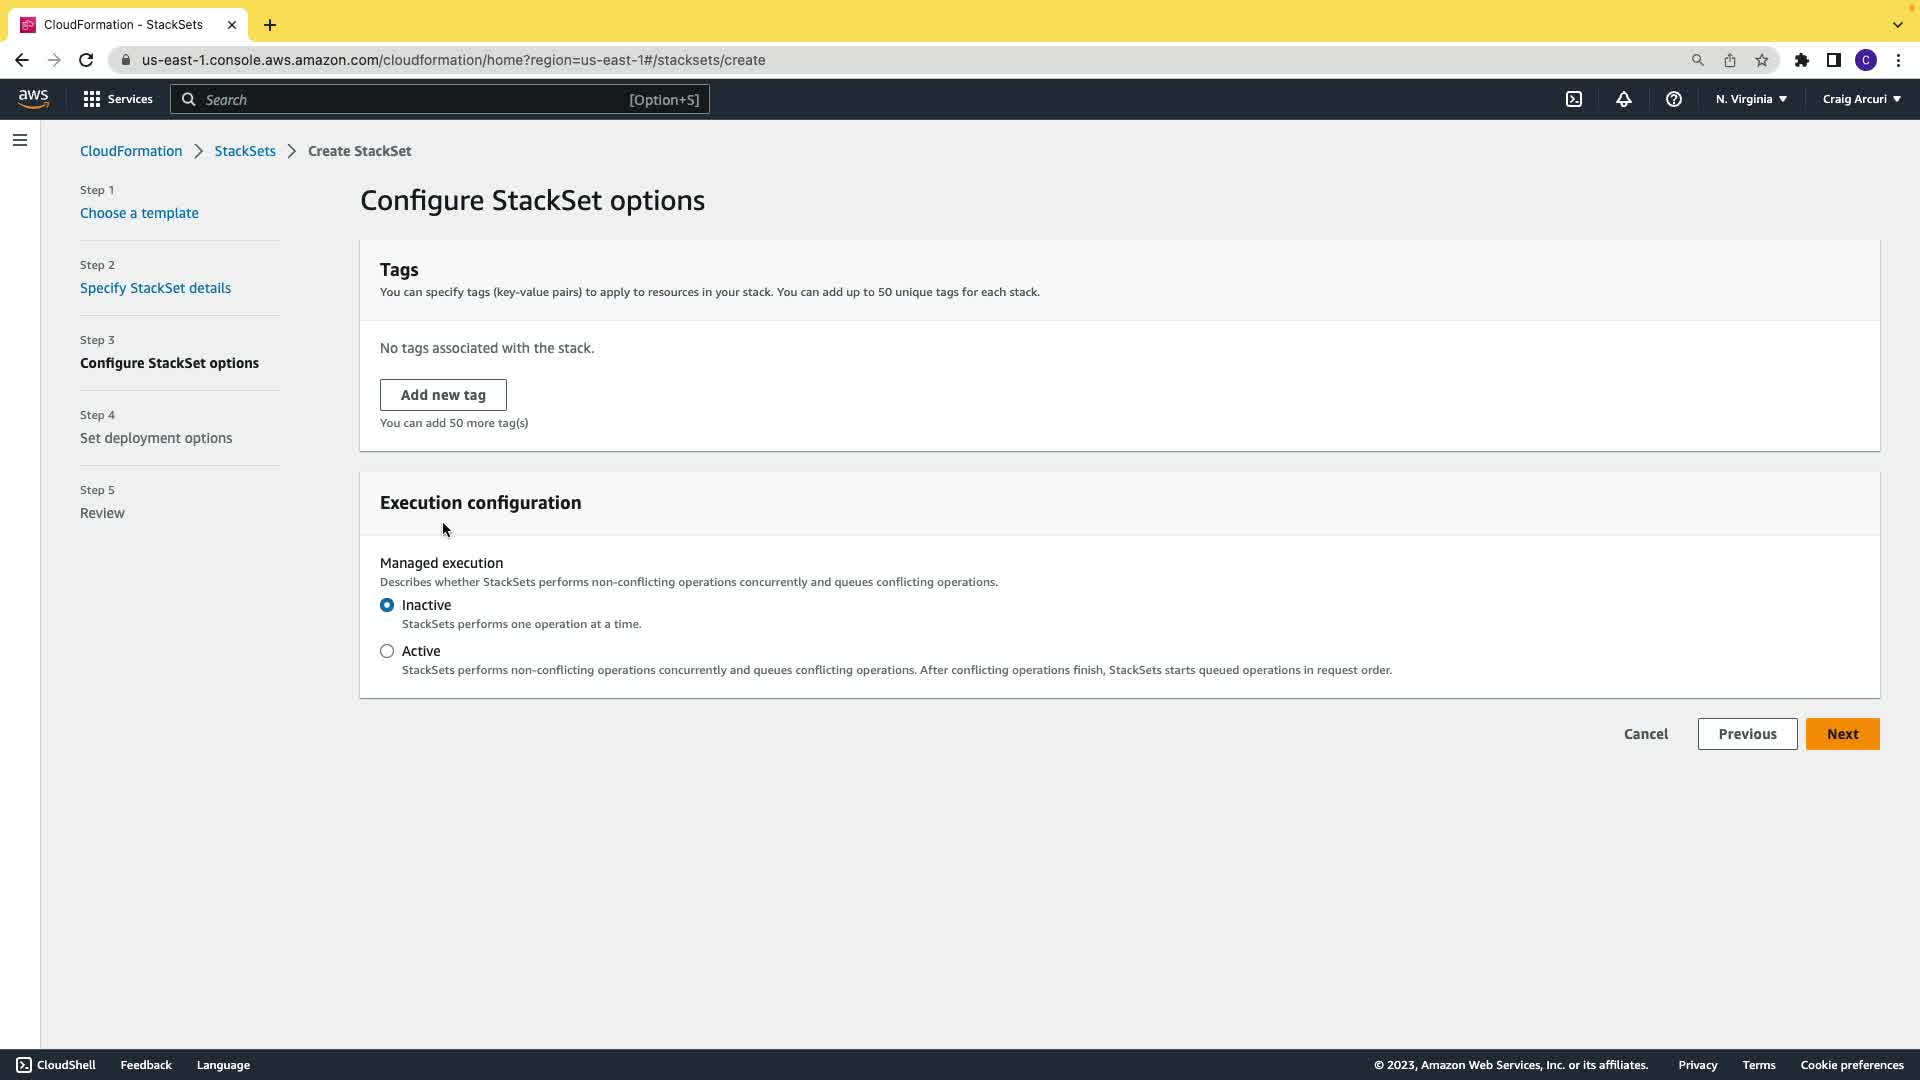 CloudFormation - StackSets
us-east-1.console.aws.amazon.com/cloudformation/home?region=us-east-1#/stacksets/create
C
aws
Services
Search
[Option+S]
N. Virginia
Craig Arcuri
CloudFormation
StackSets
Create StackSet
Step 1
Choose a template
Step 2
Specify StackSet details
Step 3
Configure StackSet options
Step 4
Set deployment options
Step 5
Review
Configure StackSet options
Tags
You can specify tags (key-value pairs) to apply to resources in your stack. You can add up to 50 unique tags for each stack.
No tags associated with the stack.
Add new tag
You can add 50 more tag(s)
Execution configuration
Managed execution
Describes whether StackSets performs non-conflicting operations concurrently and queues conflicting operations.
Inactive
StackSets performs one operation at a time.
Active
StackSets performs non-conflicting operations concurrently and queues conflicting operations. After conflicting operations finish, StackSets starts queued operations in request order.
Cancel
Previous
Next
CloudShell
Feedback
Language
© 2023, Amazon Web Services, Inc. or its affiliates.
Privacy
Terms
Cookie preferences